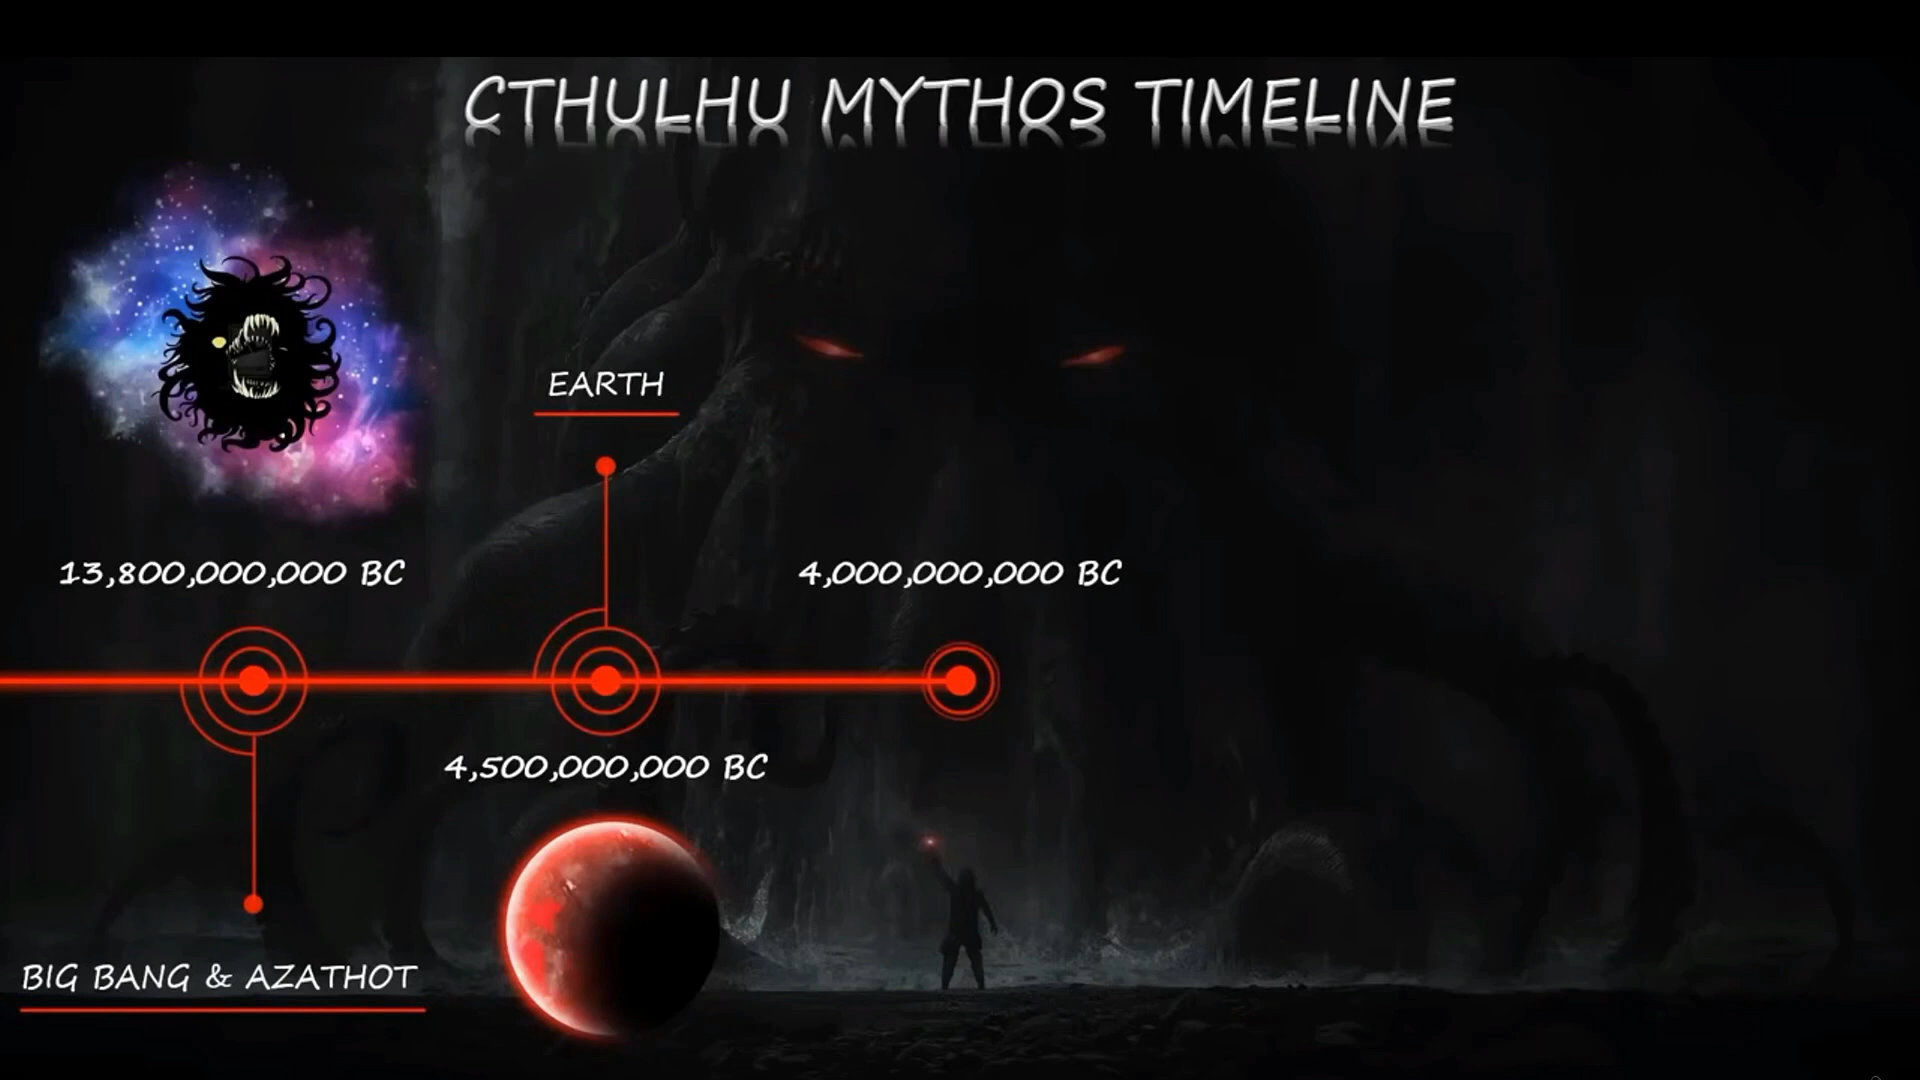 CTHULHU MYTHOS TIMELINE
EARTH
13,800,000,000 BC
4,000,000,000 BC
4,500,000,000 BC
BIG BANG & AZATHOT